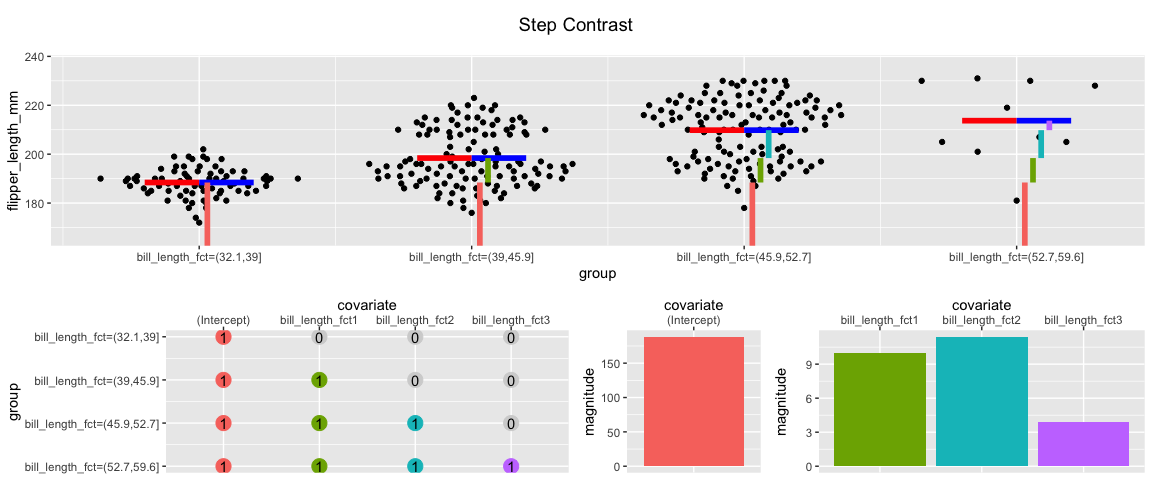 Step Contrast
flipper_length_mm
240
220
200
180
bill_length_fct=(32.1,39] bill_length_fct=(39,45.9] bill_length_fct=(45.9,52.7] bill_length_fct=(52.7,59.6]
group
covariate
(Intercept) bill_length_fct1 bill_length_fct2 bill_length_fct3
group
bill_length_fct=(32.1,39] 1 0 0 0
bill_length_fct=(39,45.9] 1 1 0 0
bill_length_fct=(45.9,52.7] 1 1 1 0
bill_length_fct=(52.7,59.6] 1 1 1 1
covariate
(Intercept)
magnitude
150
100
50
0
covariate
bill_length_fct1 bill_length_fct2 bill_length_fct3
magnitude
9
6
3
0